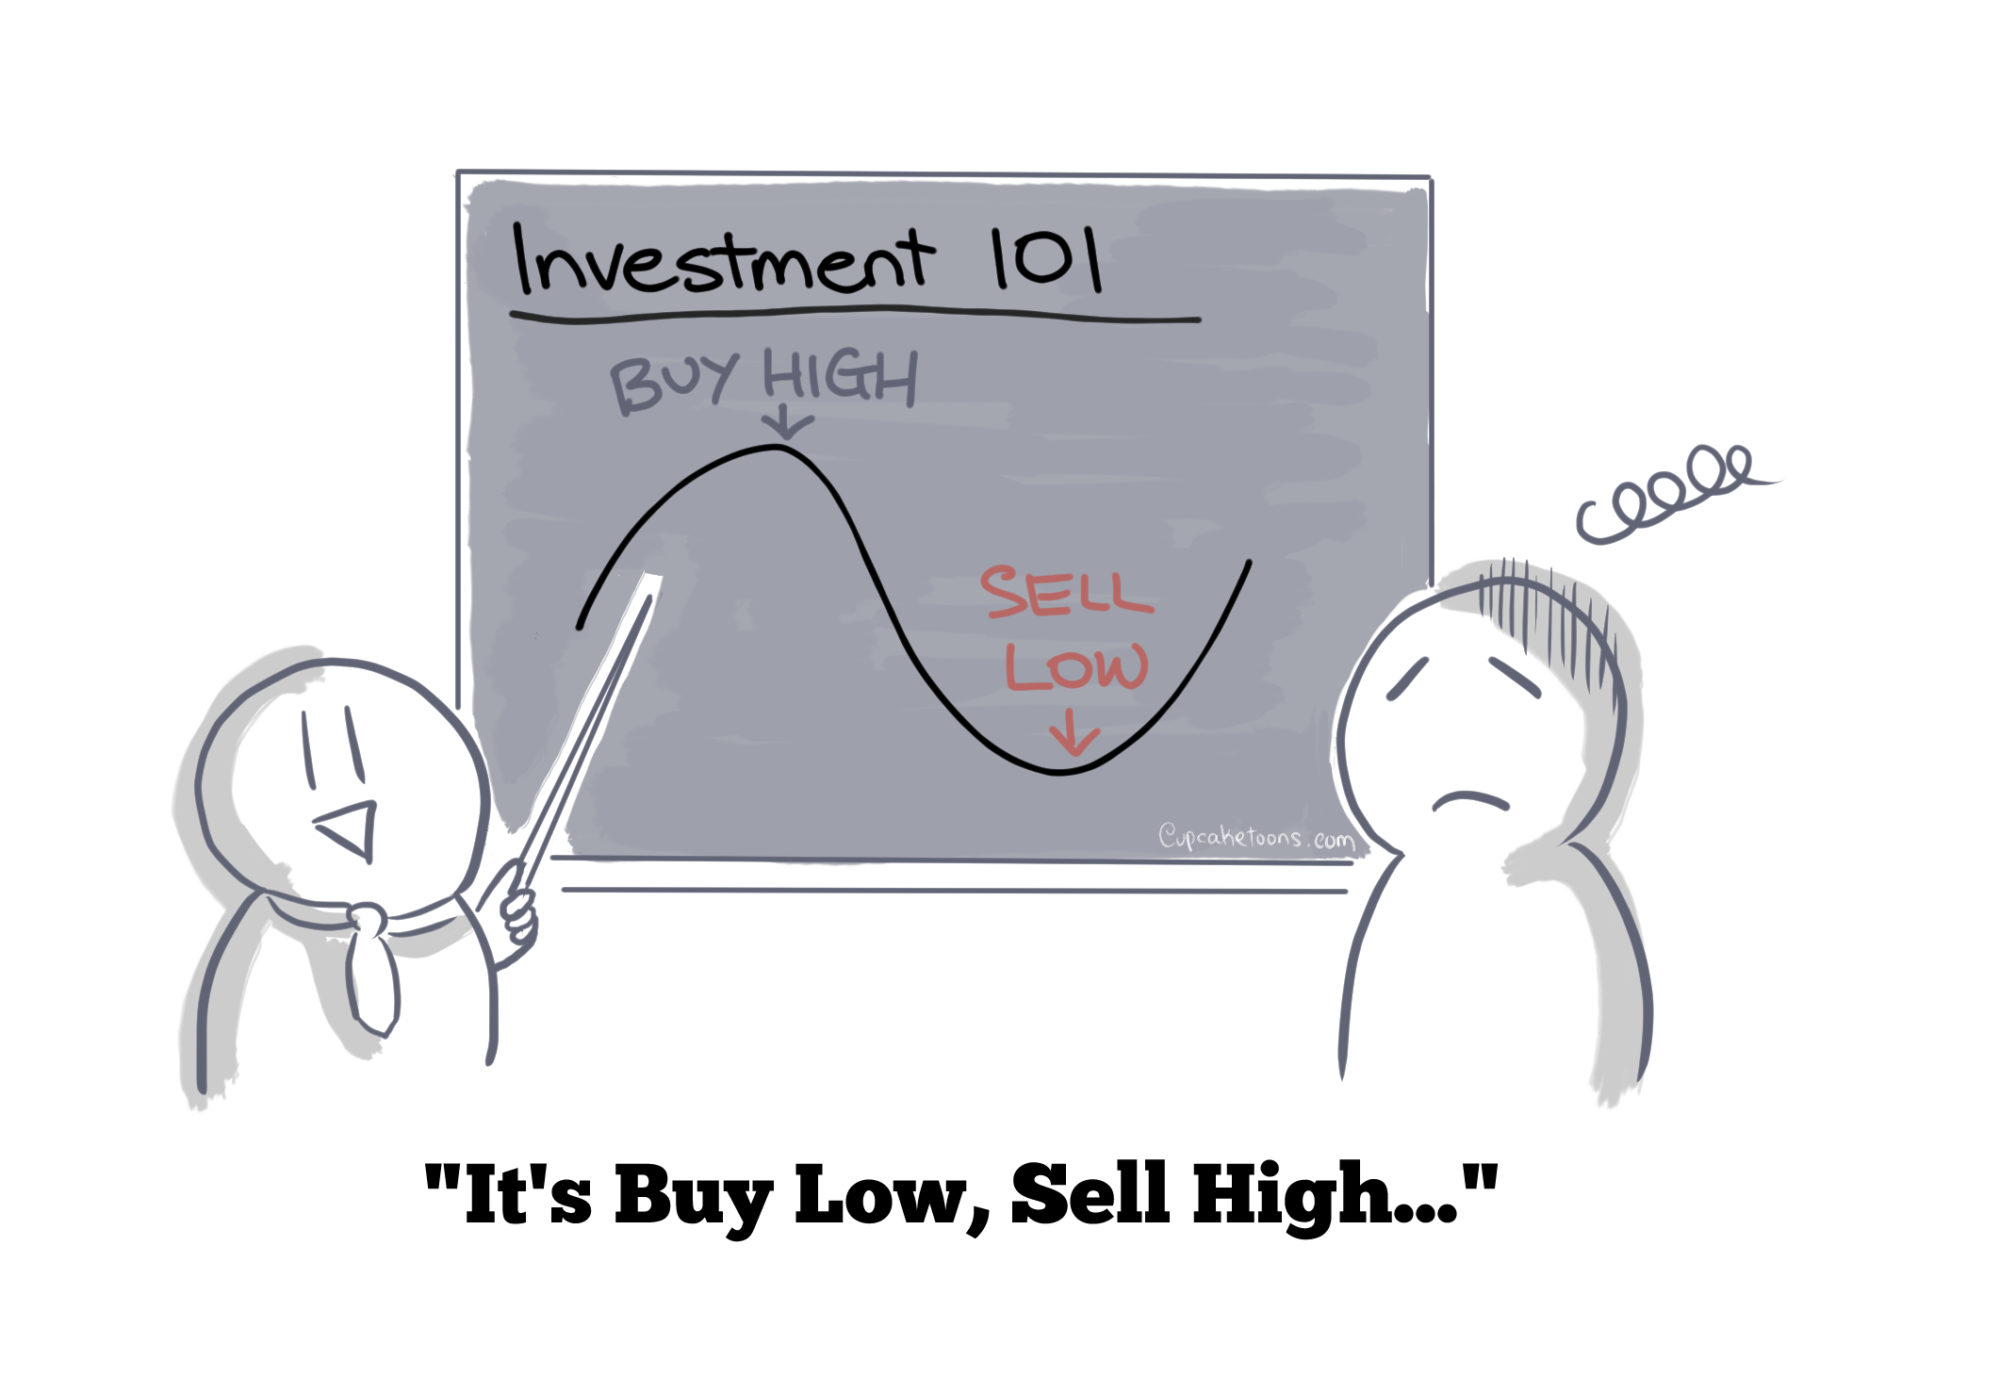 Investment 101
BUY HIGH
SELL
LOW
Cupcaketoons.com
"It's Buy Low, Sell High..."